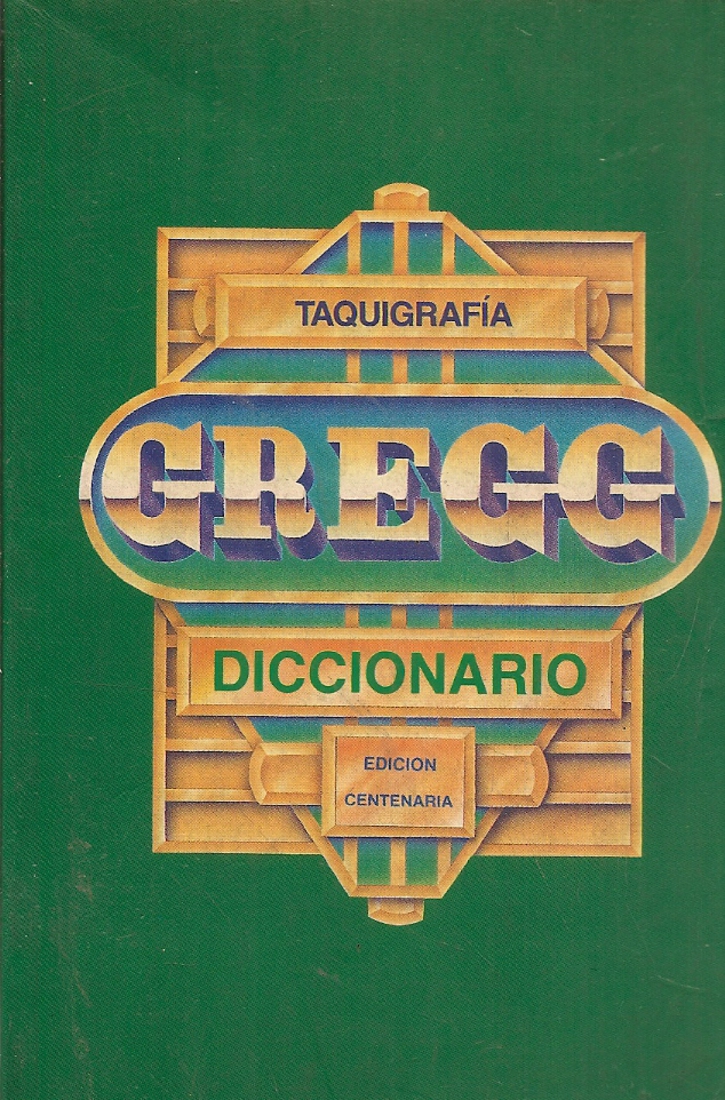 TAQUIGRAFÍA
GREGG
DICCIONARIO
EDICION
CENTENARIA